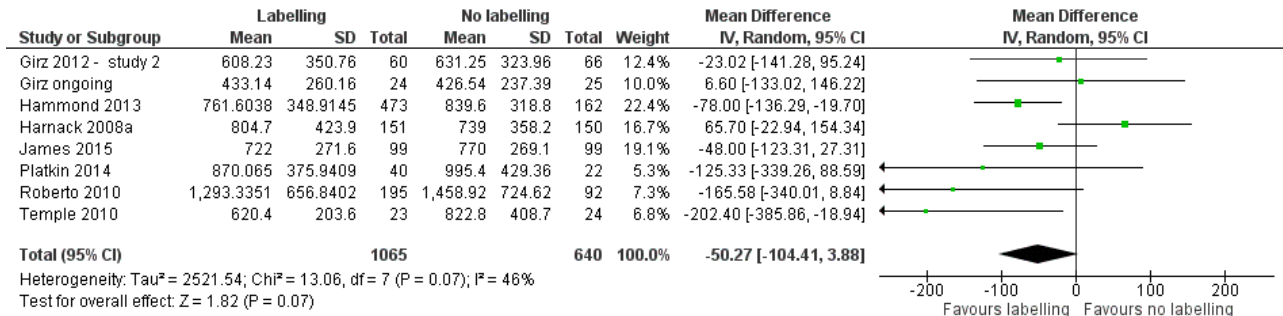 Labelling No labelling Mean Difference Mean Difference
Study or Subgroup Mean SD Total Mean SD Total Weight IV, Random, 95% CI IV, Random, 95% CI
Girz 2012 - study 2 608.23 350.76 60 631.25 323.96 66 12.4% -23.02 [-141.28, 95.24]
Girz ongoing 433.14 260.16 24 426.54 237.39 25 10.0% 6.60 [-133.02, 146.22]
Hammond 2013 761.6038 348.9145 473 839.6 318.8 162 22.4% -78.00 [-136.29, -19.70]
Harnack 2008a 804.7 423.9 151 739 358.2 150 16.7% 65.70 [-22.94, 154.34]
James 2015 722 271.6 99 770 269.1 99 19.1% -48.00 [-123.31, 27.31]
Platkin 2014 870.065 375.9409 40 995.4 429.36 22 5.3% -125.33 [-339.26, 88.59]
Roberto 2010 1,293.3351 656.8402 195 1,458.92 724.62 92 7.3% -165.58 [-340.01, 8.84]
Temple 2010 620.4 203.6 23 822.8 408.7 24 6.8% -202.40 [-385.86, -18.94]
Total (95% CI) 1065 640 100.0% -50.27 [-104.41, 3.88]
Heterogeneity: Tau² = 2521.54; Chi² = 13.06, df = 7 (P = 0.07); I² = 46%
Test for overall effect: Z = 1.82 (P = 0.07)
-200 -100 0 100 200
Favours labelling Favours no labelling